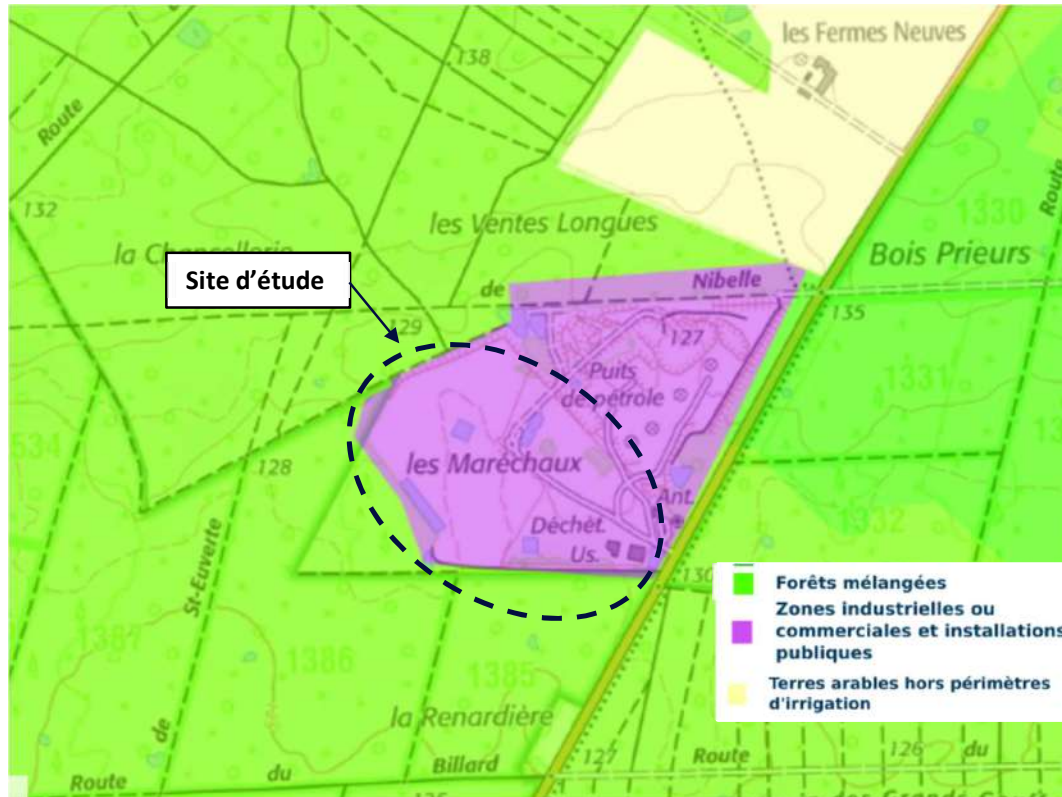 les Fermes Neuves
138
Route
132
1330
Route
les Ventes Longues
la Chancellerie
Bois Prieurs
Site d’étude
de
Nibelle
129
135
127
Puits
de pétrole
1331
534
128
les Maréchaux
Ant.
1332
Déchèt.
Us.
St-Euverte
130
Forêts mélangées
Zones industrielles ou
commerciales et installations
publiques
Terres arables hors périmètres
d'irrigation
1387
1386
1385
la Renardière
de
Route
du
Billard
127
Route
126
du